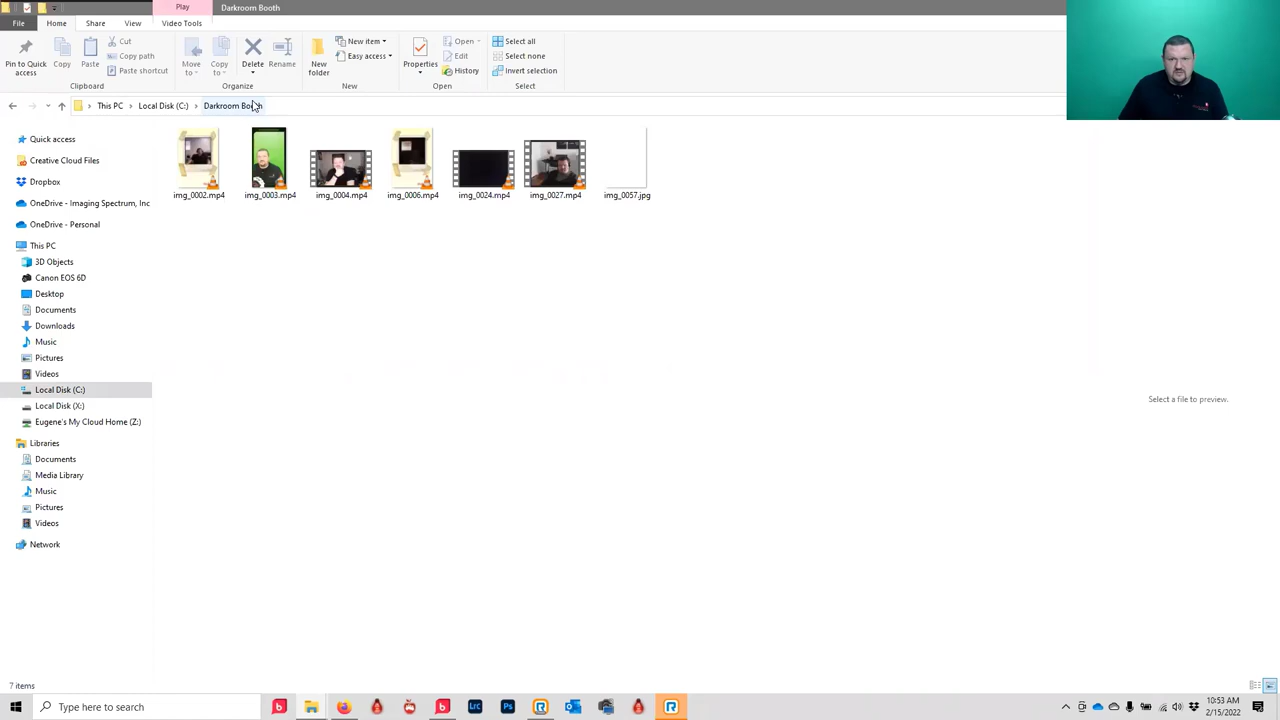 Play
Darkroom Booth
File
Home
Share
View
Video Tools
Pin to Quick access
Copy
Paste
Cut
Copy path
Paste shortcut
Clipboard
Move to
Copy to
Delete
Rename
Organize
New folder
New item
Easy access
New
Properties
Open
Edit
History
Open
Select all
Select none
Invert selection
Select
This PC > Local Disk (C:) > Darkroom Booth
Quick access
Creative Cloud Files
Dropbox
OneDrive - Imaging Spectrum, Inc
OneDrive - Personal
This PC
3D Objects
Canon EOS 6D
Desktop
Documents
Downloads
Music
Pictures
Videos
Local Disk (C:)
Local Disk (X:)
Eugene's My Cloud Home (Z:)
Libraries
Documents
Media Library
Music
Pictures
Videos
Network
img_0002.mp4
img_0003.mp4
img_0004.mp4
img_0006.mp4
img_0024.mp4
img_0027.mp4
img_0057.jpg
Select a file to preview.
7 items
Type here to search
Lrc
Ps
10:53 AM
2/15/2022